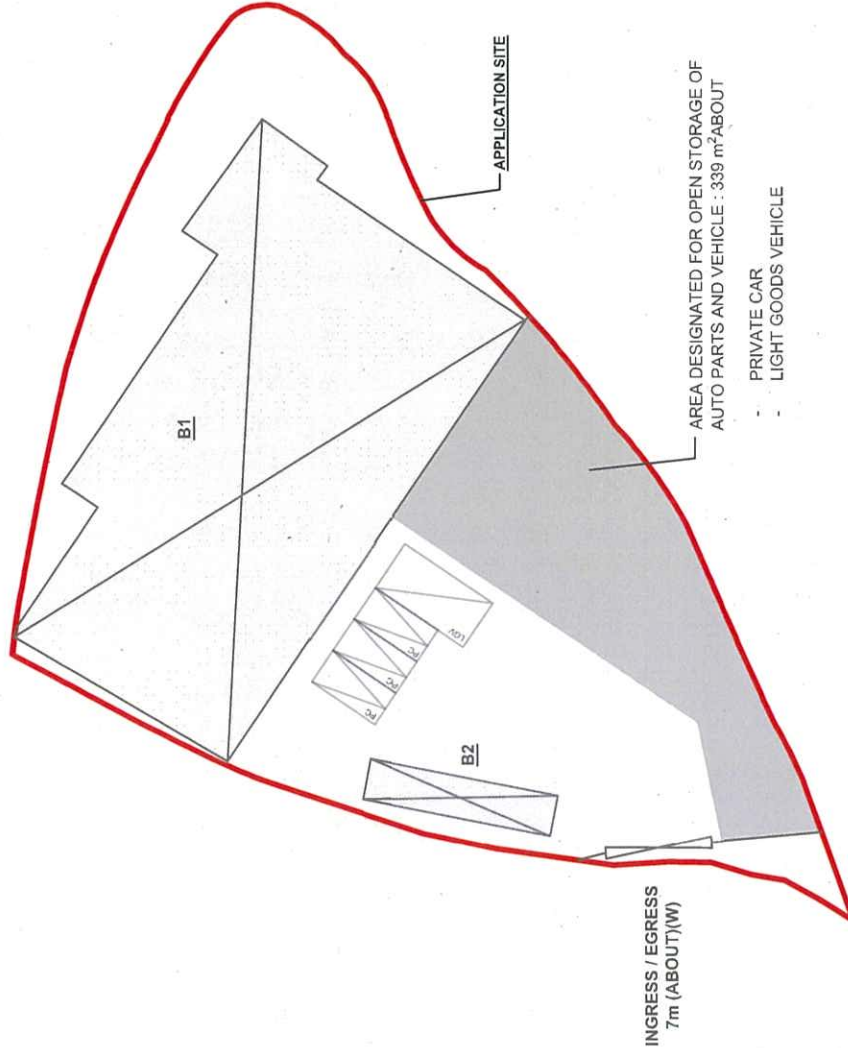 B1
APPLICATION SITE
AREA DESIGNATED FOR OPEN STORAGE OF
AUTO PARTS AND VEHICLE : 339 m²ABOUT
- PRIVATE CAR
- LIGHT GOODS VEHICLE
PC
PC
PC
LGV
B2
INGRESS / EGRESS
7m (ABOUT)(W)